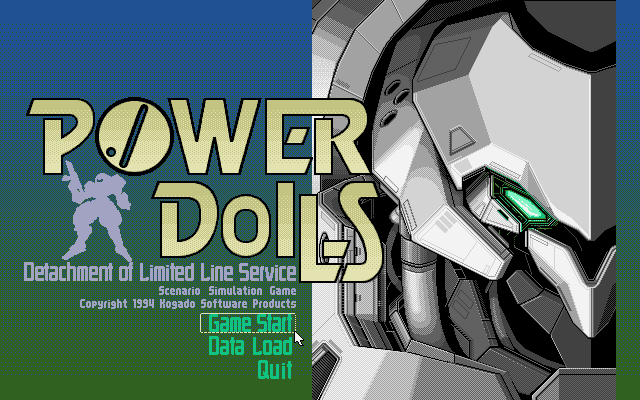 POWER
DoLLS
Detachment of Limited Line Service
Scenario Simulation Game
Copyright 1994 Kogado Software Products
Game Start
Data Load
Quit